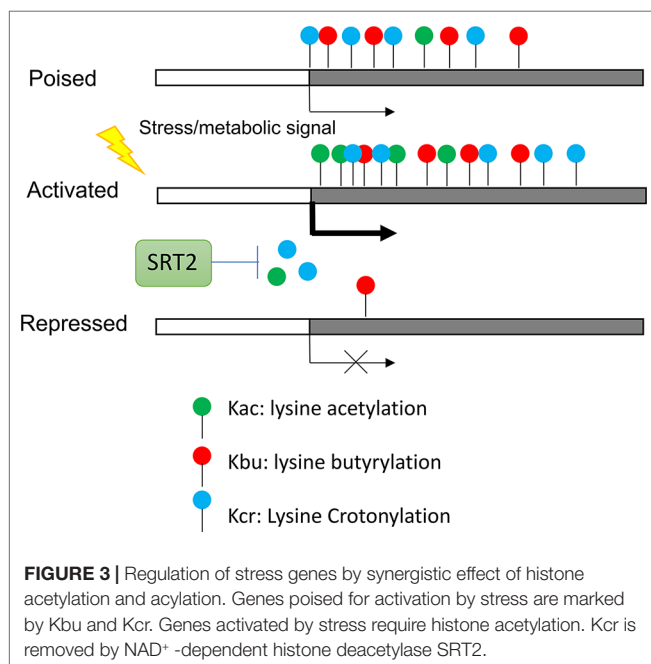 Poised
Stress/metabolic signal
Activated
SRT2
Repressed
Kac: lysine acetylation
Kbu: lysine butyrylation
Kcr: Lysine Crotonylation
FIGURE 3 | Regulation of stress genes by synergistic effect of histone
acetylation and acylation. Genes poised for activation by stress are marked
by Kbu and Kcr. Genes activated by stress require histone acetylation. Kcr is
removed by NAD⁺ -dependent histone deacetylase SRT2.